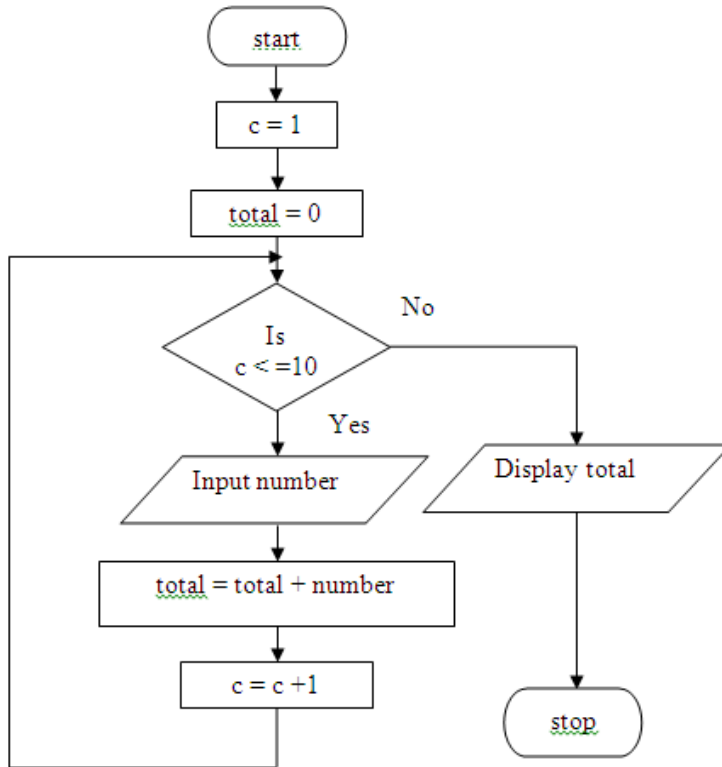 start
c = 1
total = 0
Is
c < =10
No
Yes
Input number
Display total
total = total + number
c = c +1
stop